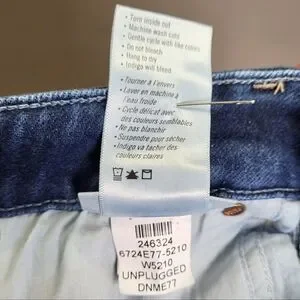 • Turn inside out
• Machine wash cold
• Gentle cycle with like colors
• Do not bleach
• Hang to dry
• Indigo will bleed
• Tourner à l'envers
• Laver en machine à
l'eau froide
• Cycle délicat avec
des couleurs semblables
• Ne pas blanchir
• Suspendre pour sécher
• Indigo va tacher chez
des couleurs
246324
6724E77-5210
W5210
UNPLUGGED
DNME77